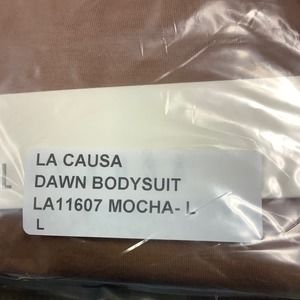 LA CAUSA
DAWN BODYSUIT
LA11607 MOCHA- L
L
L